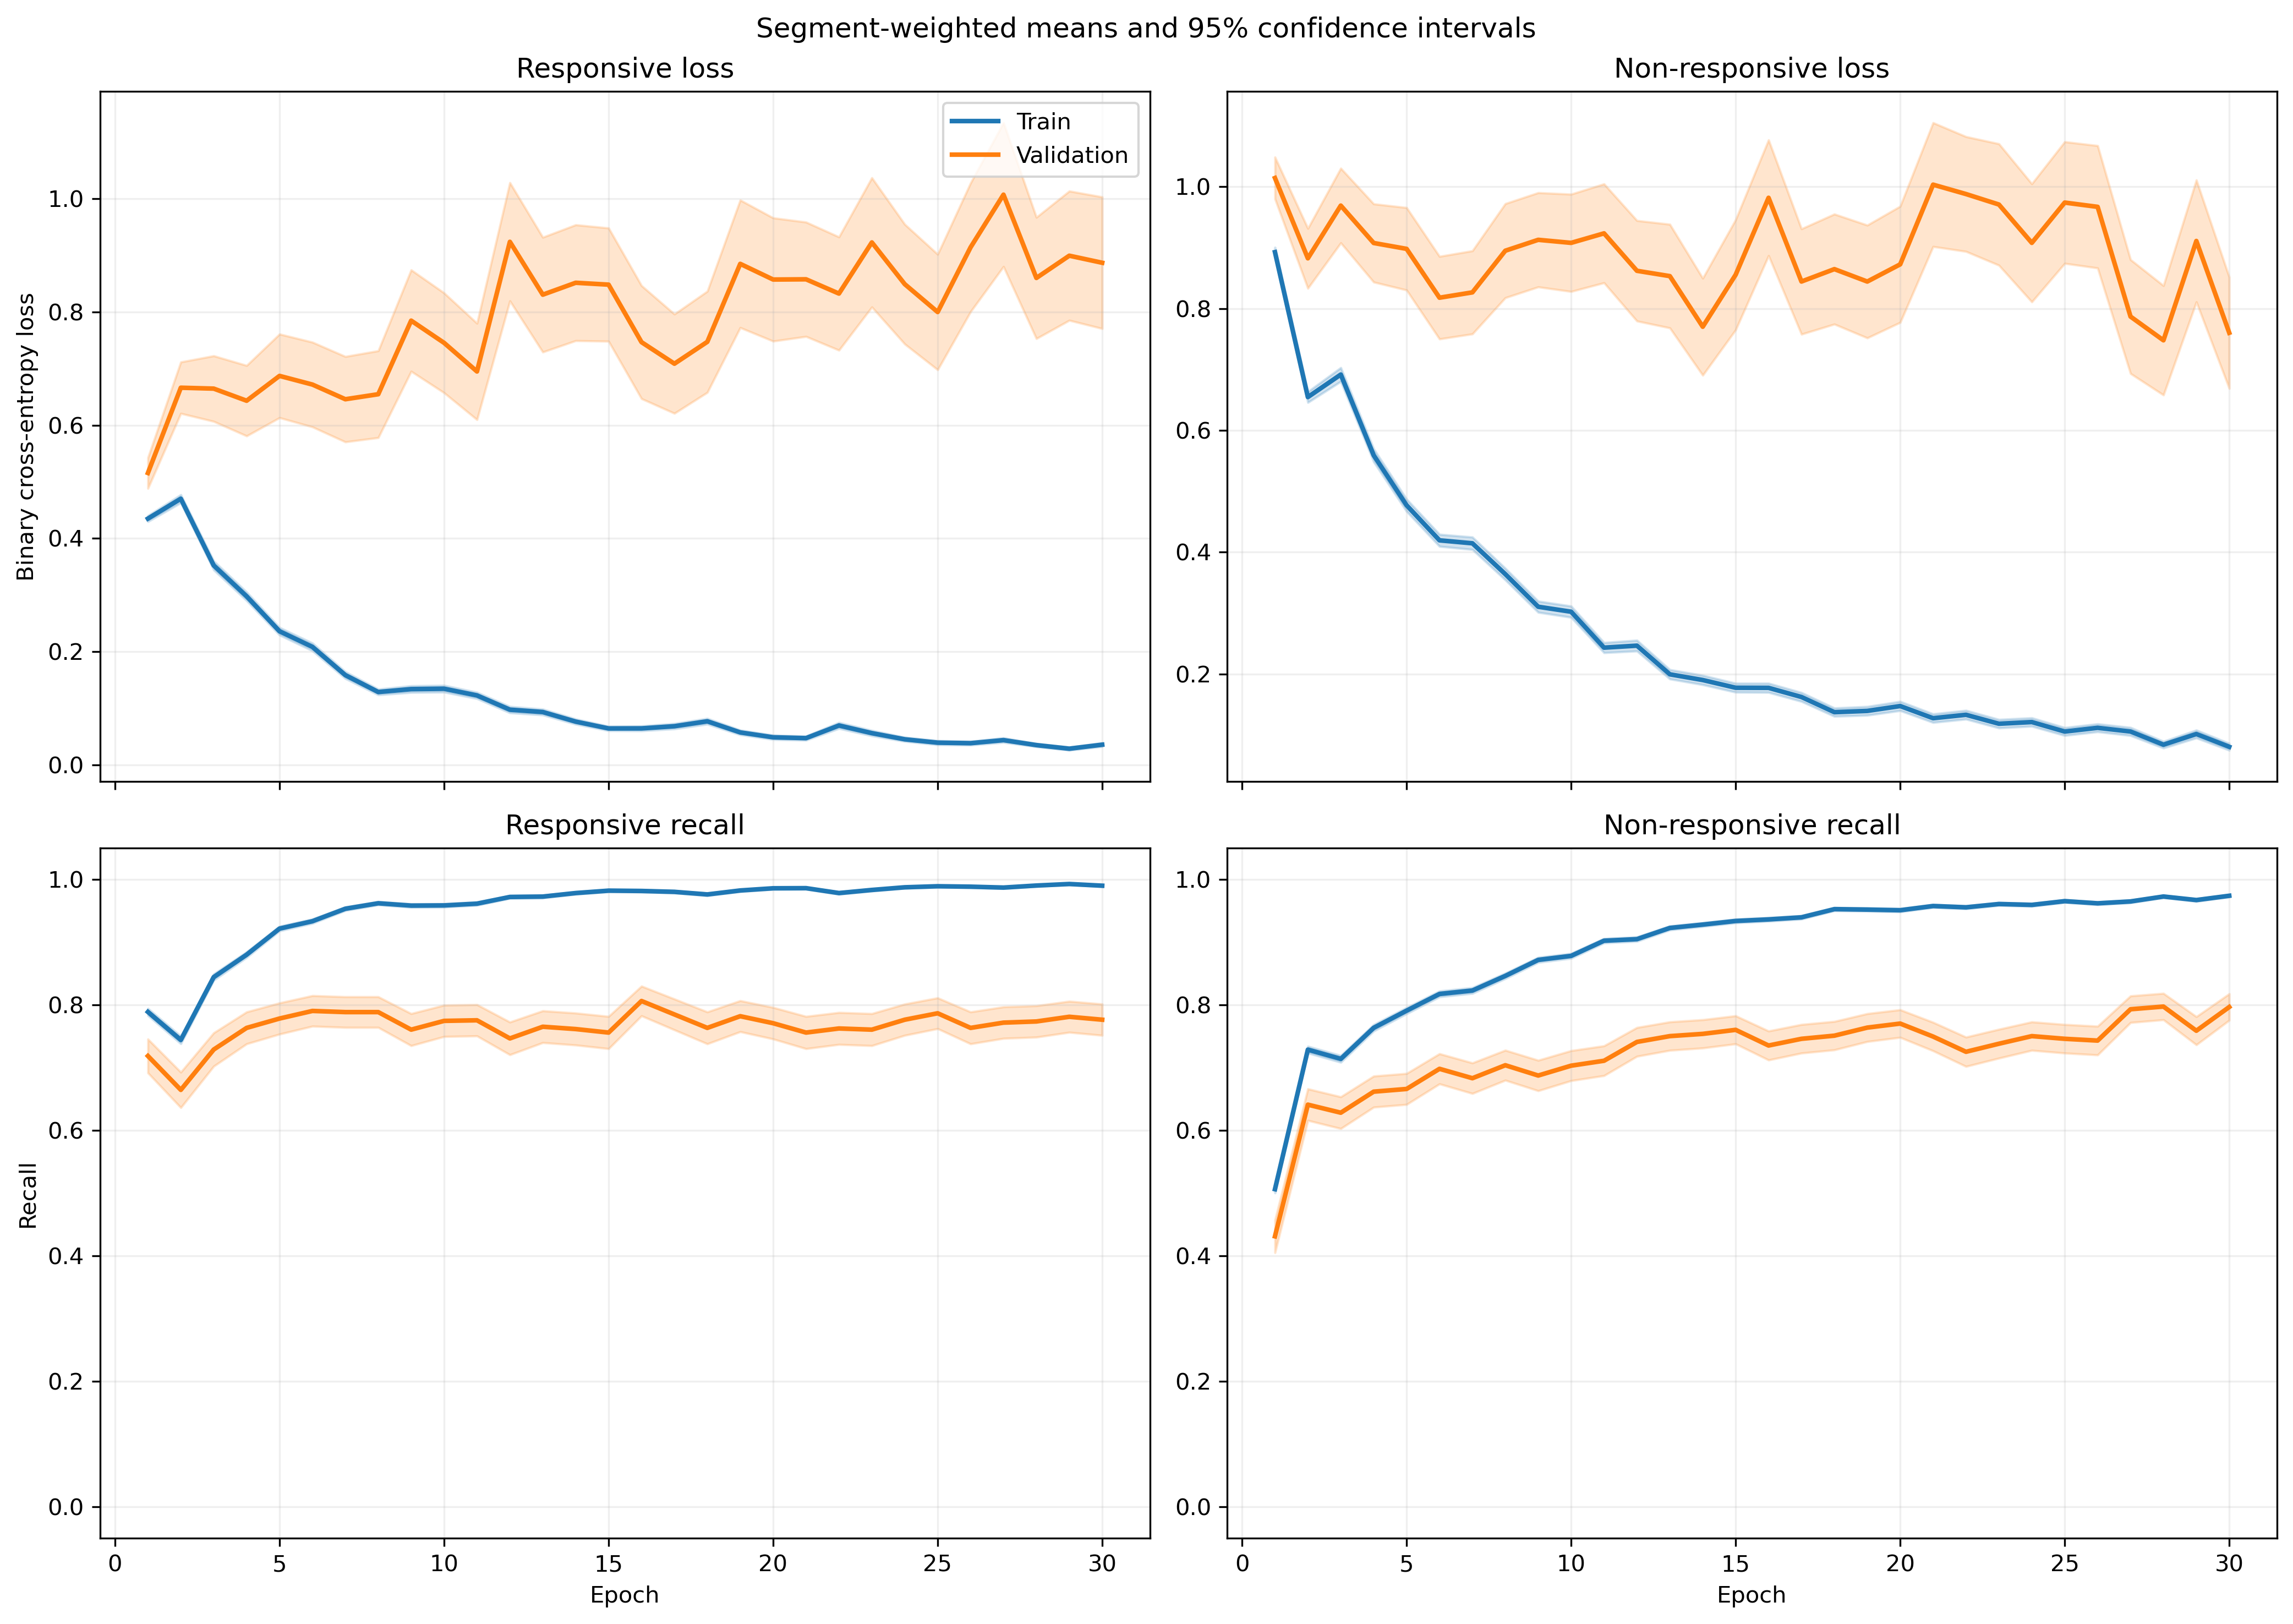 Segment-weighted means and 95% confidence intervals
Responsive loss
Non-responsive loss
Train
Validation
Binary cross-entropy loss
1.0
0.8
0.6
0.4
0.2
0.0
1.0
0.8
0.6
0.4
0.2
Responsive recall
Non-responsive recall
Recall
1.0
0.8
0.6
0.4
0.2
0.0
0 5 10 15 20 25 30
Epoch
1.0
0.8
0.6
0.4
0.2
0.0
0 5 10 15 20 25 30
Epoch